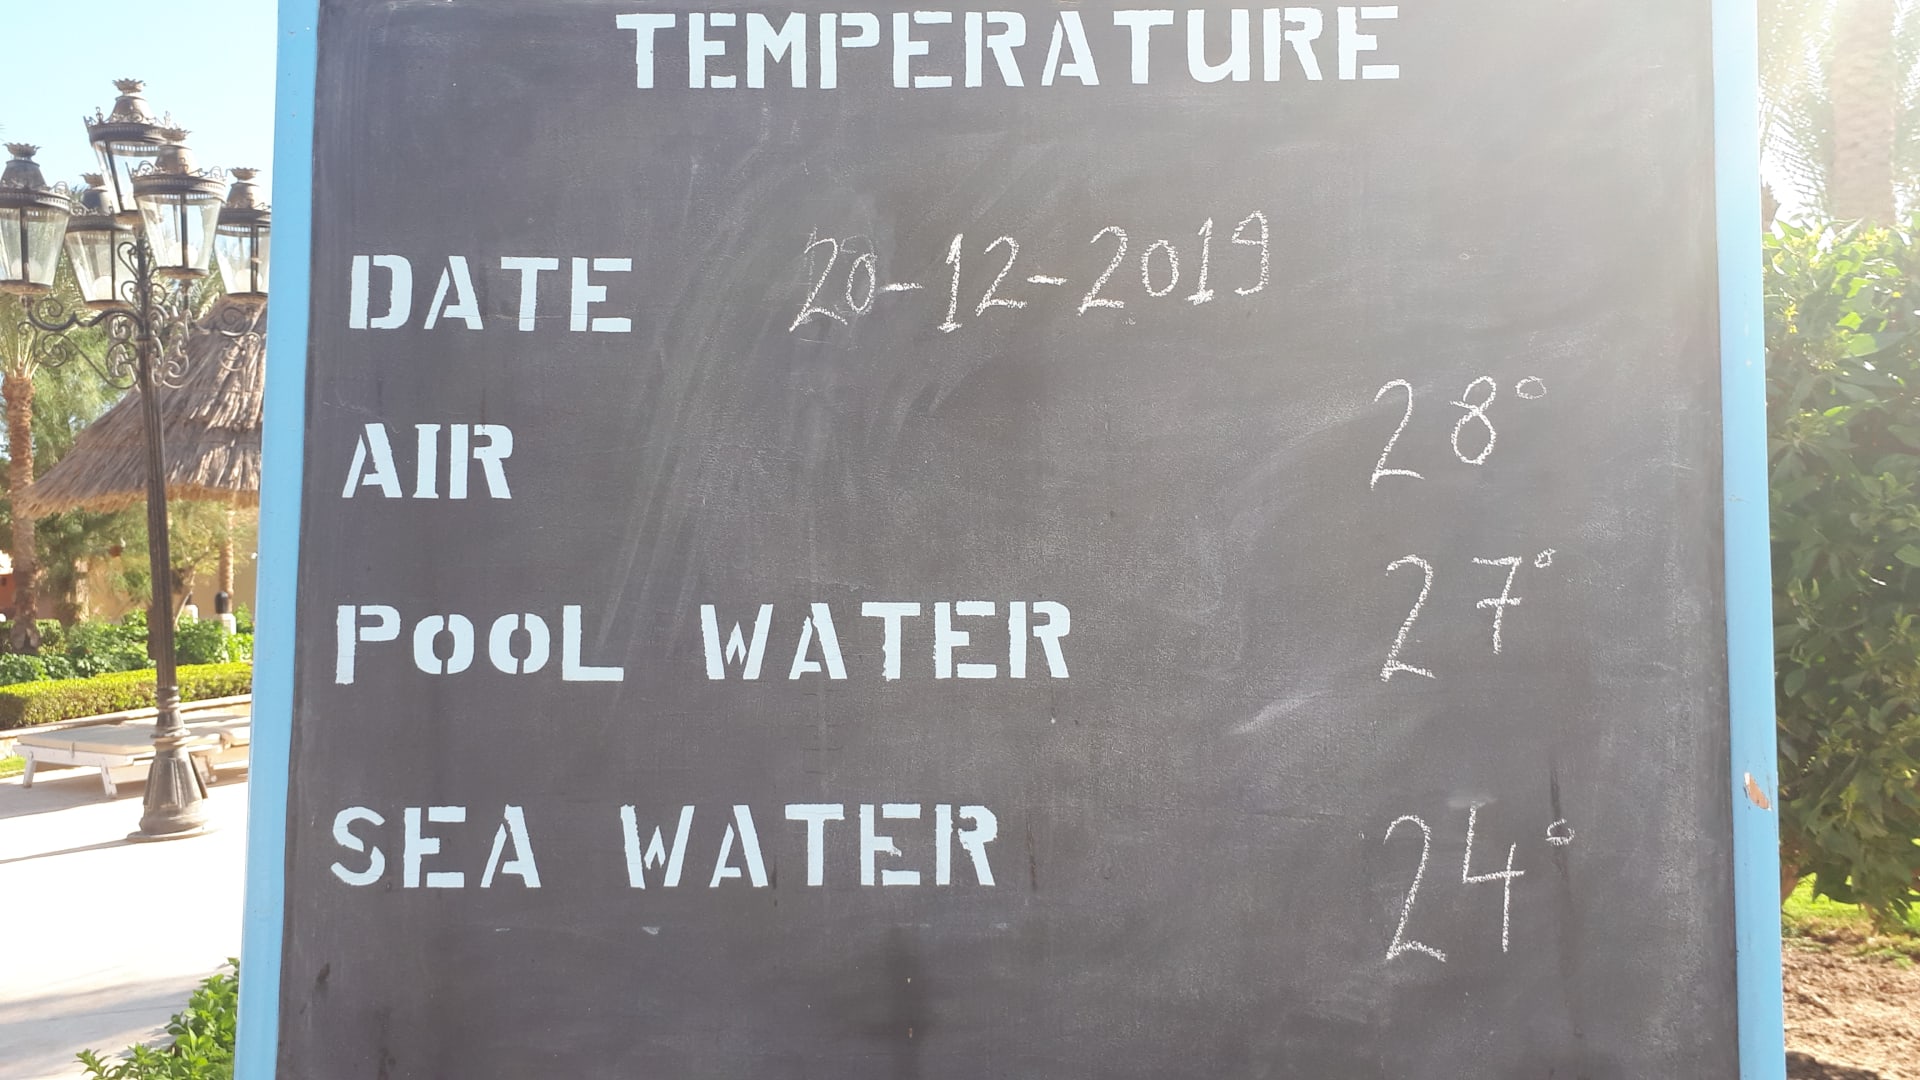 TEMPERATURE
DATE 20-12-2019
AIR 28°
POOL WATER 27°
SEA WATER 24°